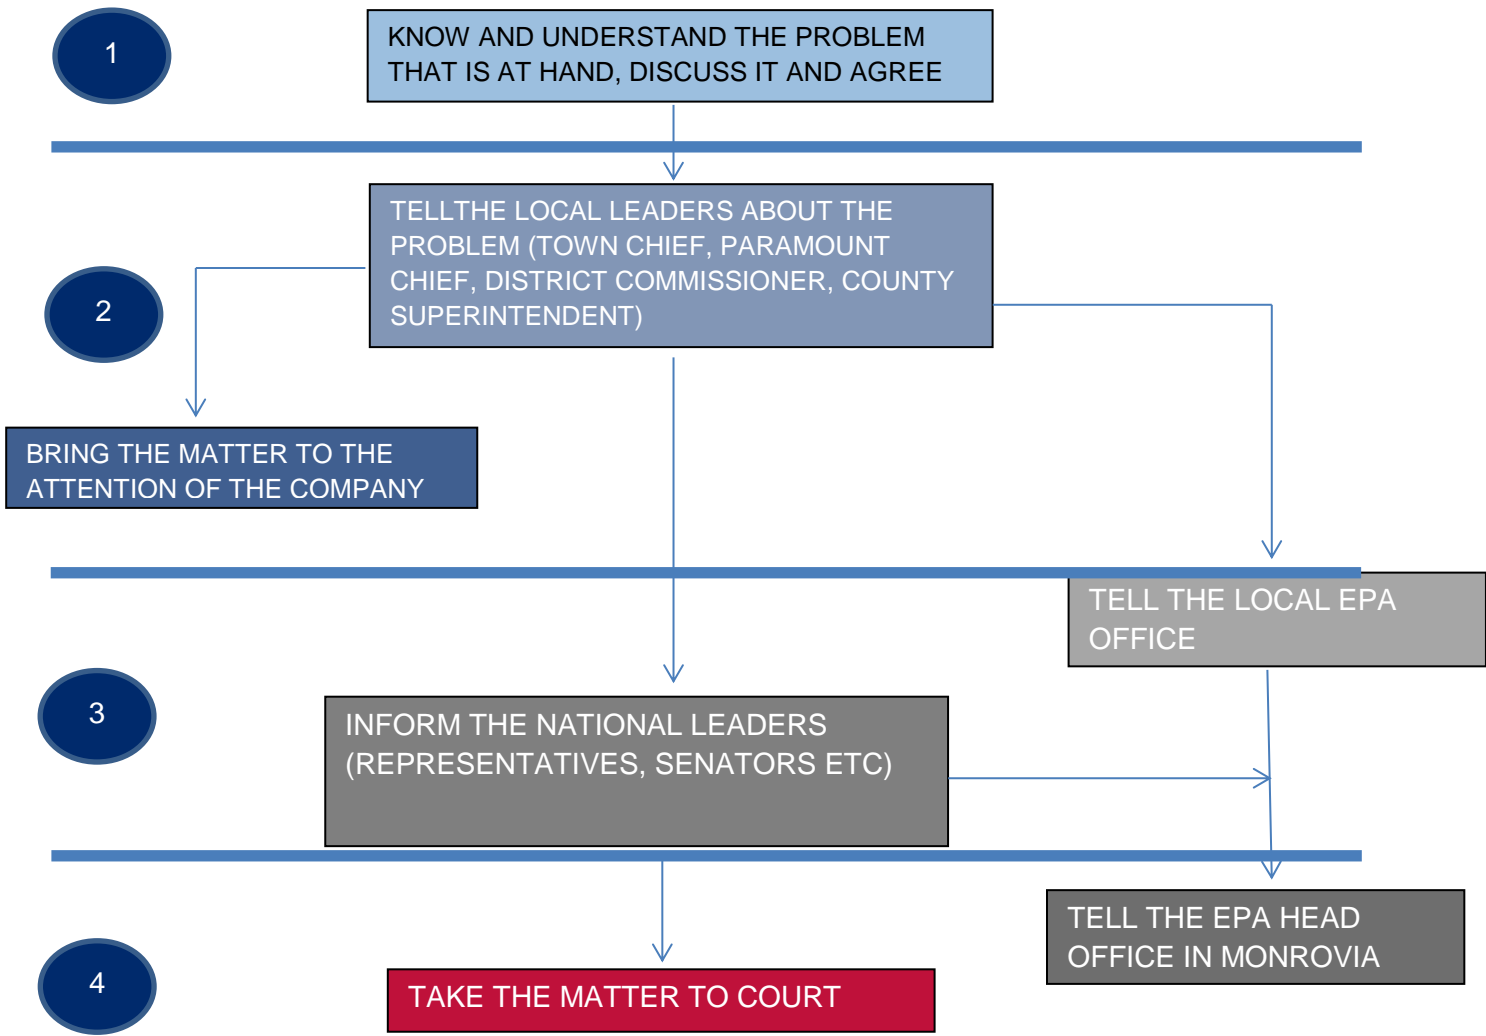 1
KNOW AND UNDERSTAND THE PROBLEM
THAT IS AT HAND, DISCUSS IT AND AGREE
2
TELLTHE LOCAL LEADERS ABOUT THE
PROBLEM (TOWN CHIEF, PARAMOUNT
CHIEF, DISTRICT COMMISSIONER, COUNTY
SUPERINTENDENT)
BRING THE MATTER TO THE
ATTENTION OF THE COMPANY
TELL THE LOCAL EPA
OFFICE
3
INFORM THE NATIONAL LEADERS
(REPRESENTATIVES, SENATORS ETC)
TELL THE EPA HEAD
OFFICE IN MONROVIA
4
TAKE THE MATTER TO COURT